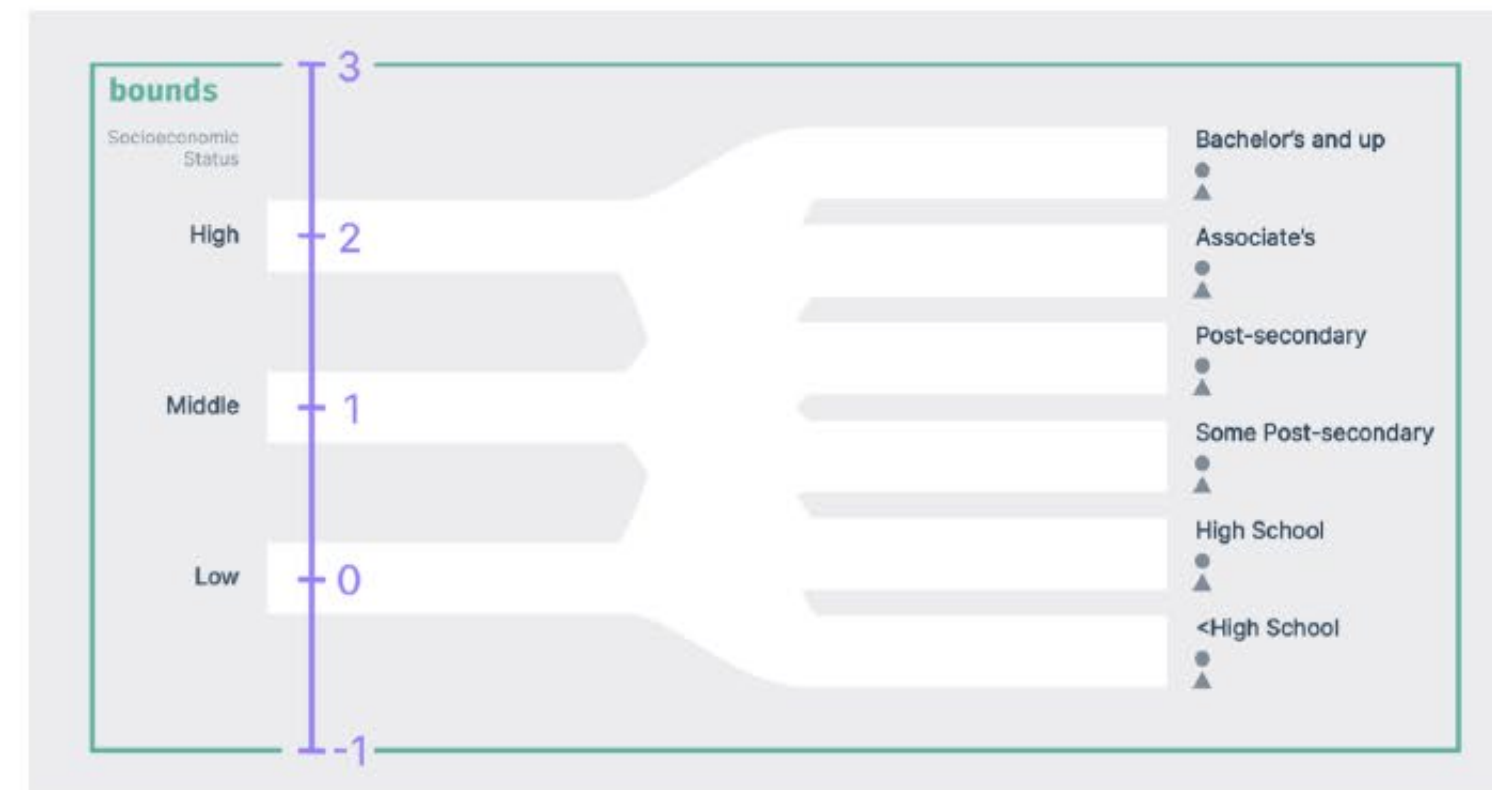 bounds
Socioeconomic
Status
High
Middle
Low
3
2
1
0
-1
Bachelor's and up
Associate's
Post-secondary
Some Post-secondary
High School
<High School